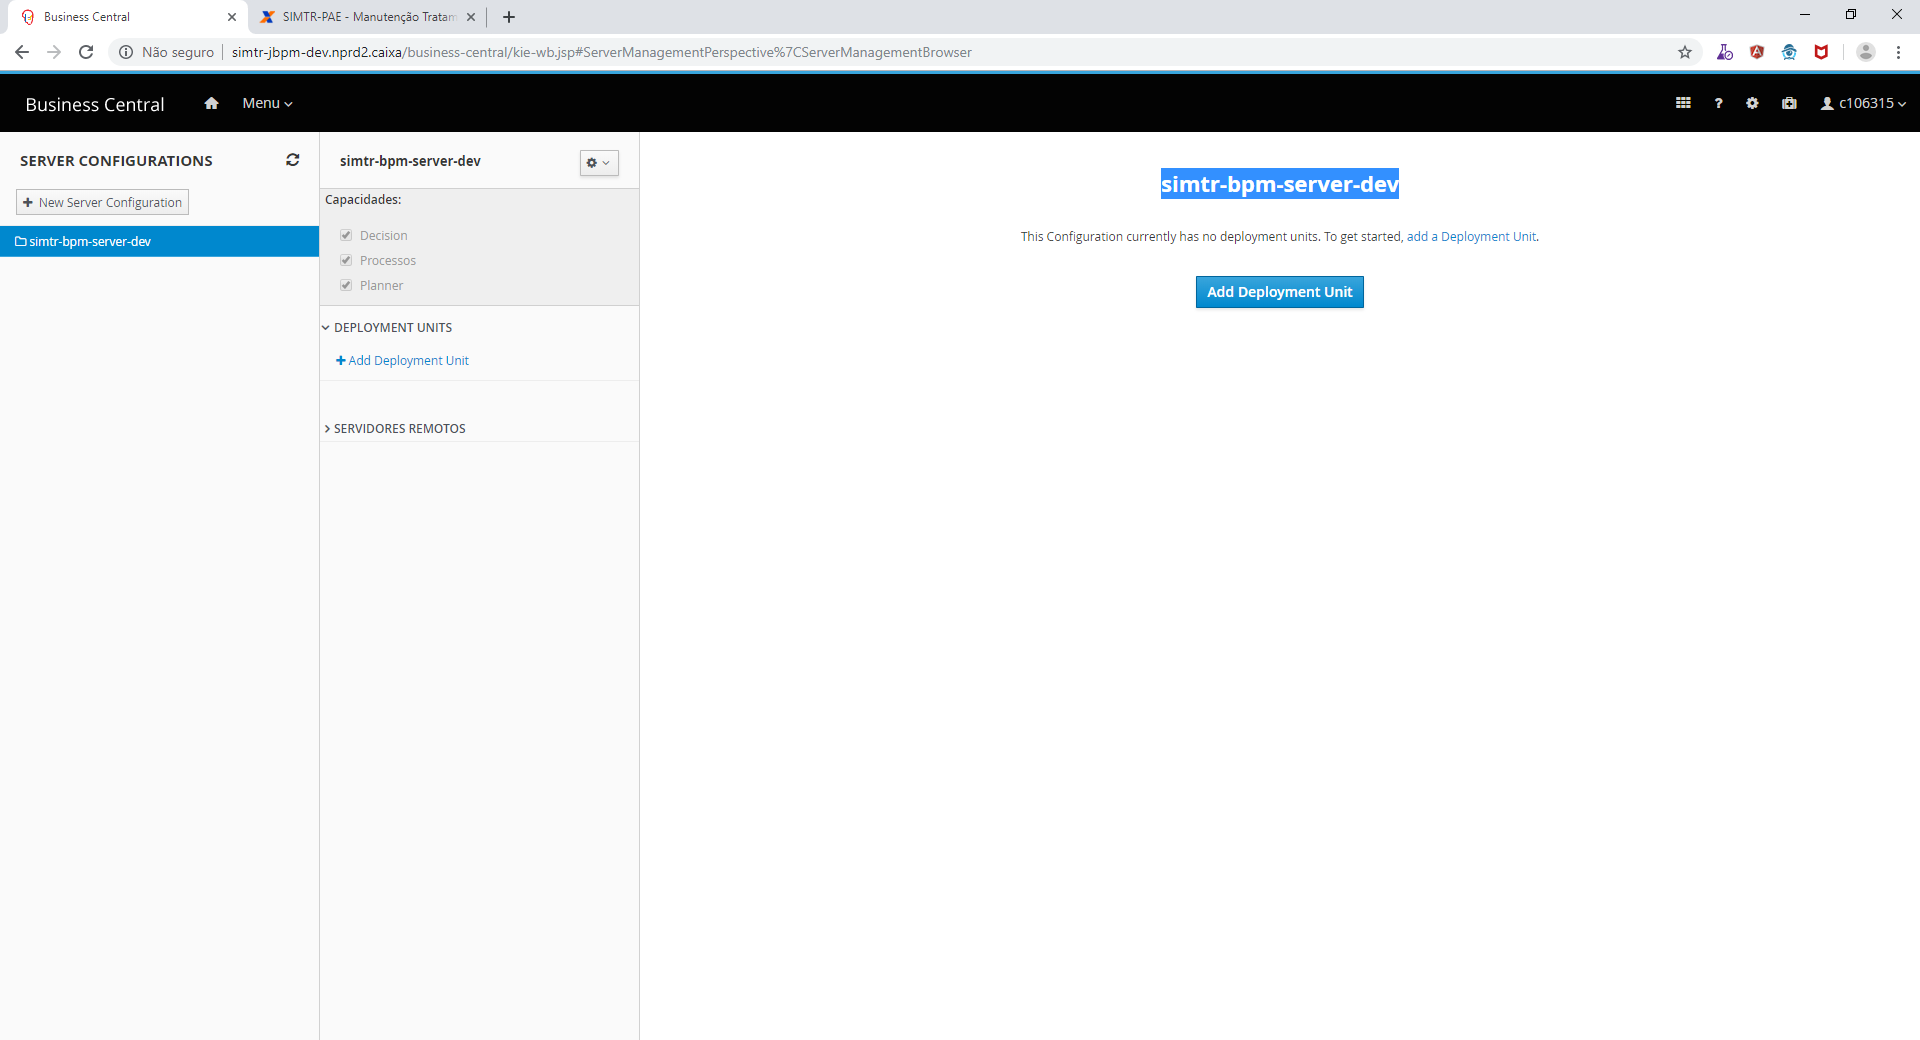 Business Central
SIMTR-PAE - Manutenção Tratam
Não seguro
simtr-jbpm-dev.nprd2.caixa/business-central/kie-wb.jsp#ServerManagementPerspective%7CServerManagementBrowser
Business Central
Menu
?
c106315
SERVER CONFIGURATIONS
New Server Configuration
simtr-bpm-server-dev
simtr-bpm-server-dev
Capacidades:
Decision
Processos
Planner
DEPLOYMENT UNITS
Add Deployment Unit
SERVIDORES REMOTOS
simtr-bpm-server-dev
This Configuration currently has no deployment units. To get started, add a Deployment Unit.
Add Deployment Unit